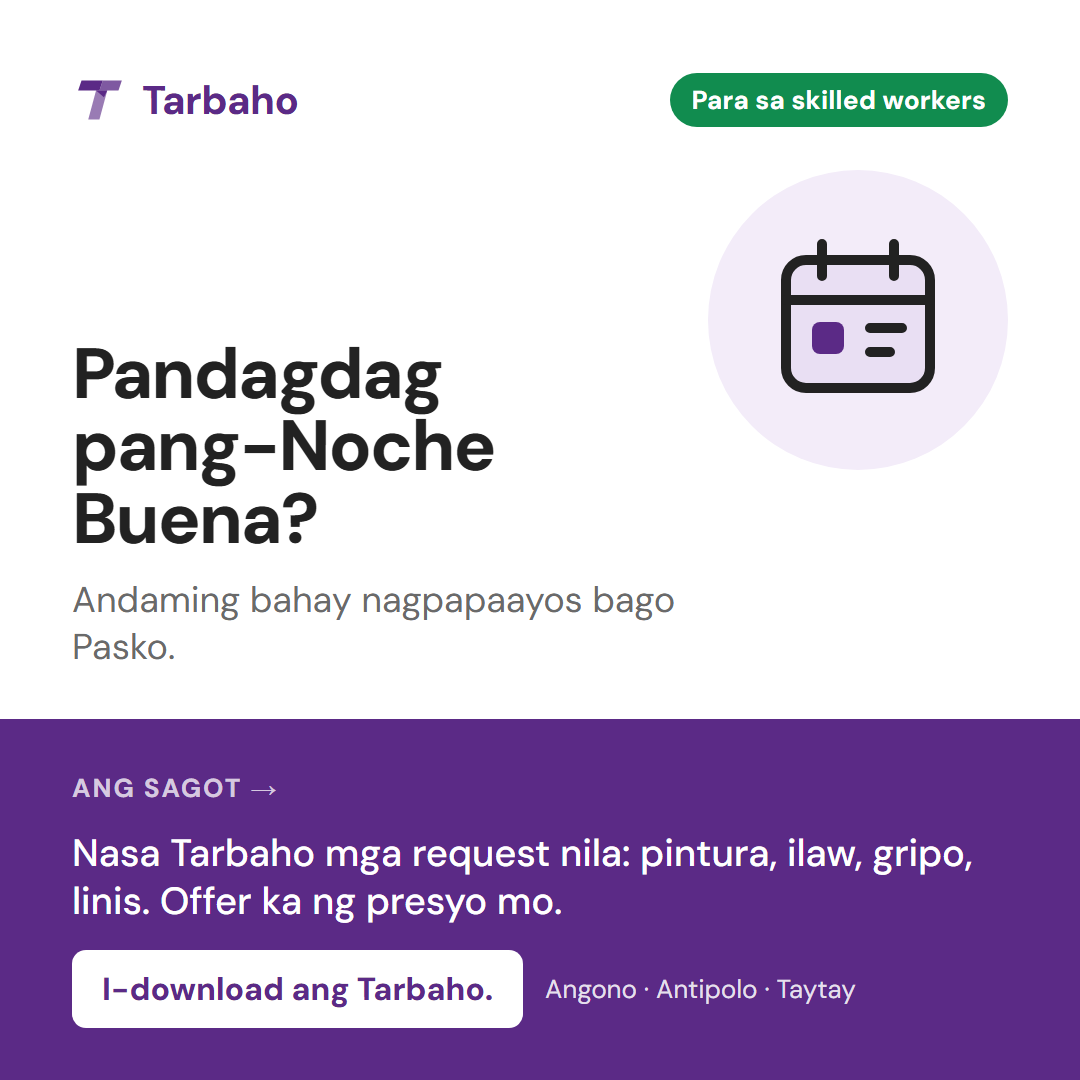 Tarbaho
Para sa skilled workers
Pandagdag
pang-Noche
Buena?
Andaming bahay nagpapaayos bago
Pasko.
ANG SAGOT →
Nasa Tarbaho mga request nila: pintura, ilaw, gripo,
linis. Offer ka ng presyo mo.
I-download ang Tarbaho.
Angono · Antipolo · Taytay